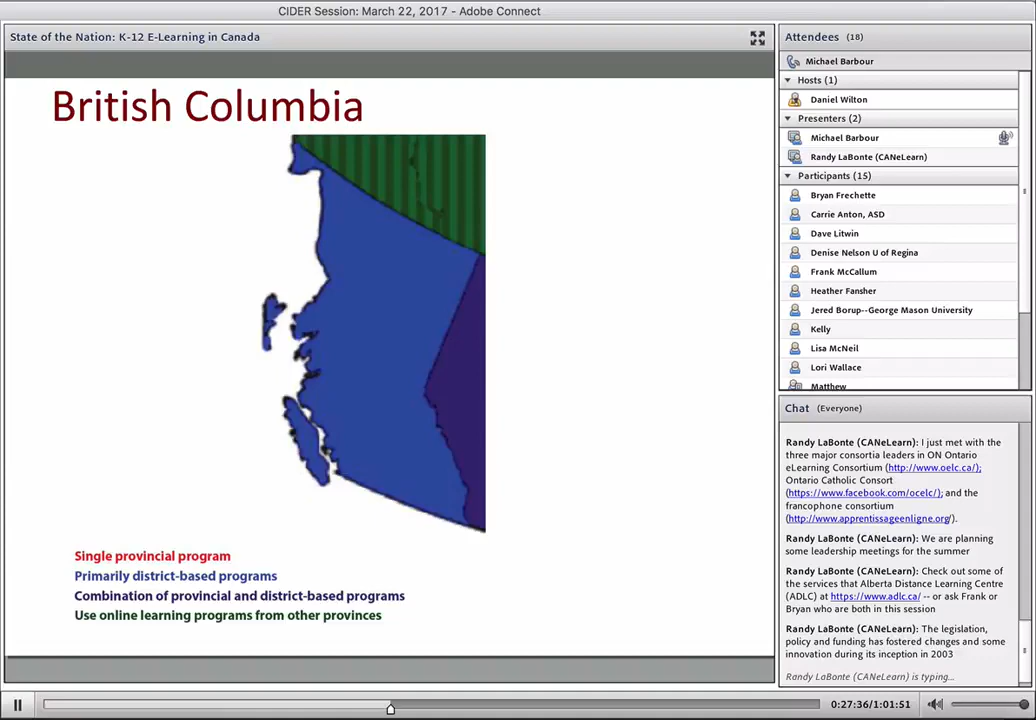 CIDER Session: March 22, 2017 - Adobe Connect
State of the Nation: K-12 E-Learning in Canada
British Columbia
Single provincial program
Primarily district-based programs
Combination of provincial and district-based programs
Use online learning programs from other provinces
Attendees (18)
Michael Barbour
Hosts (1)
Daniel Wilton
Presenters (2)
Michael Barbour
Randy LaBonte (CANeLearn)
Participants (15)
Bryan Frechette
Carrie Anton, ASD
Dave Litwin
Denise Nelson U of Regina
Frank McCallum
Heather Fansher
Jered Borup--George Mason University
Kelly
Lisa McNeil
Lori Wallace
Matthew
Chat (Everyone)
Randy LaBonte (CANeLearn): I just met with the
three major consortia leaders in ON Ontario
eLearning Consortium (http://www.oelc.ca/);
Ontario Catholic Consort
(https://www.facebook.com/ocelc/); and the
francophone consortium
(http://www.apprentissageenligne.org/).
Randy LaBonte (CANeLearn): We are planning
some leadership meetings for the summer
Randy LaBonte (CANeLearn): Check out some of
the services that Alberta Distance Learning Centre
(ADLC) at https://www.adlc.ca/ -- or ask Frank or
Bryan who are both in this session
Randy LaBonte (CANeLearn): The legislation,
policy and funding has fostered changes and some
innovation during its inception in 2003
Randy LaBonte (CANeLearn) is typing...
0:27:36/1:01:51